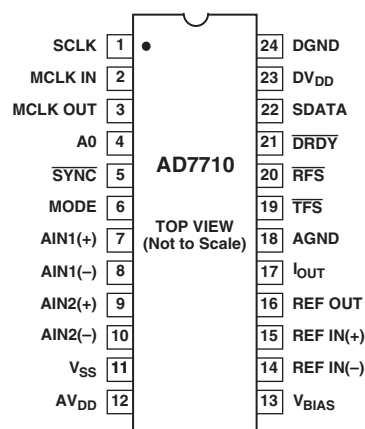 SCLK 1 24 DGND
MCLK IN 2 23 DVDD
MCLK OUT 3 22 SDATA
A0 4 21 DRDY
SYNC 5 AD7710 20 RFS
MODE 6 19 TFS
TOP VIEW
(Not to Scale)
AIN1(+) 7 18 AGND
AIN1(–) 8 17 IOUT
AIN2(+) 9 16 REF OUT
AIN2(–) 10 15 REF IN(+)
VSS 11 14 REF IN(–)
AVDD 12 13 VBIAS